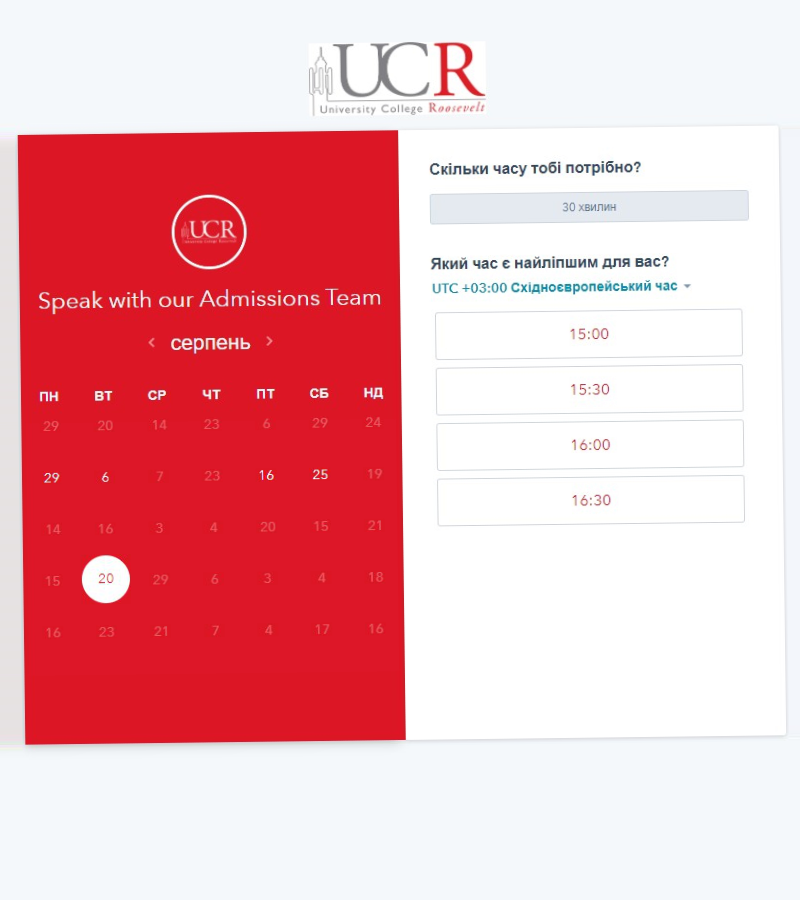 UCR
University College Roosevelt
UCR
Speak with our Admissions Team
серпень
ПН ВТ СР ЧТ ПТ СБ НД
29 20 14 23 6 29 24
29 6 7 23 16 25 19
14 16 3 4 20 15 21
15 20 29 6 3 4 18
16 23 21 7 4 17 16
Скільки часу тобі потрібно?
30 хвилин
Який час є найліпшим для вас?
UTC +03:00 Східноєвропейський час
15:00
15:30
16:00
16:30